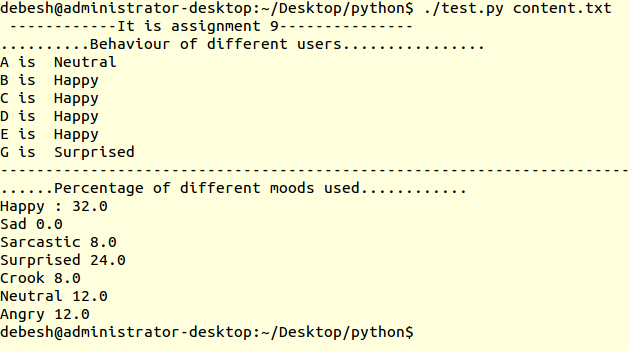 debesh@administrator-desktop:~/Desktop/python$ ./test.py content.txt
 ------------It is assignment 9---------------
..........Behaviour of different users................
A is  Neutral
B is  Happy
C is  Happy
D is  Happy
E is  Happy
G is  Surprised
----------------------------------------------------------------------
......Percentage of different moods used............
Happy : 32.0
Sad 0.0
Sarcastic 8.0
Surprised 24.0
Crook 8.0
Neutral 12.0
Angry 12.0
debesh@administrator-desktop:~/Desktop/python$